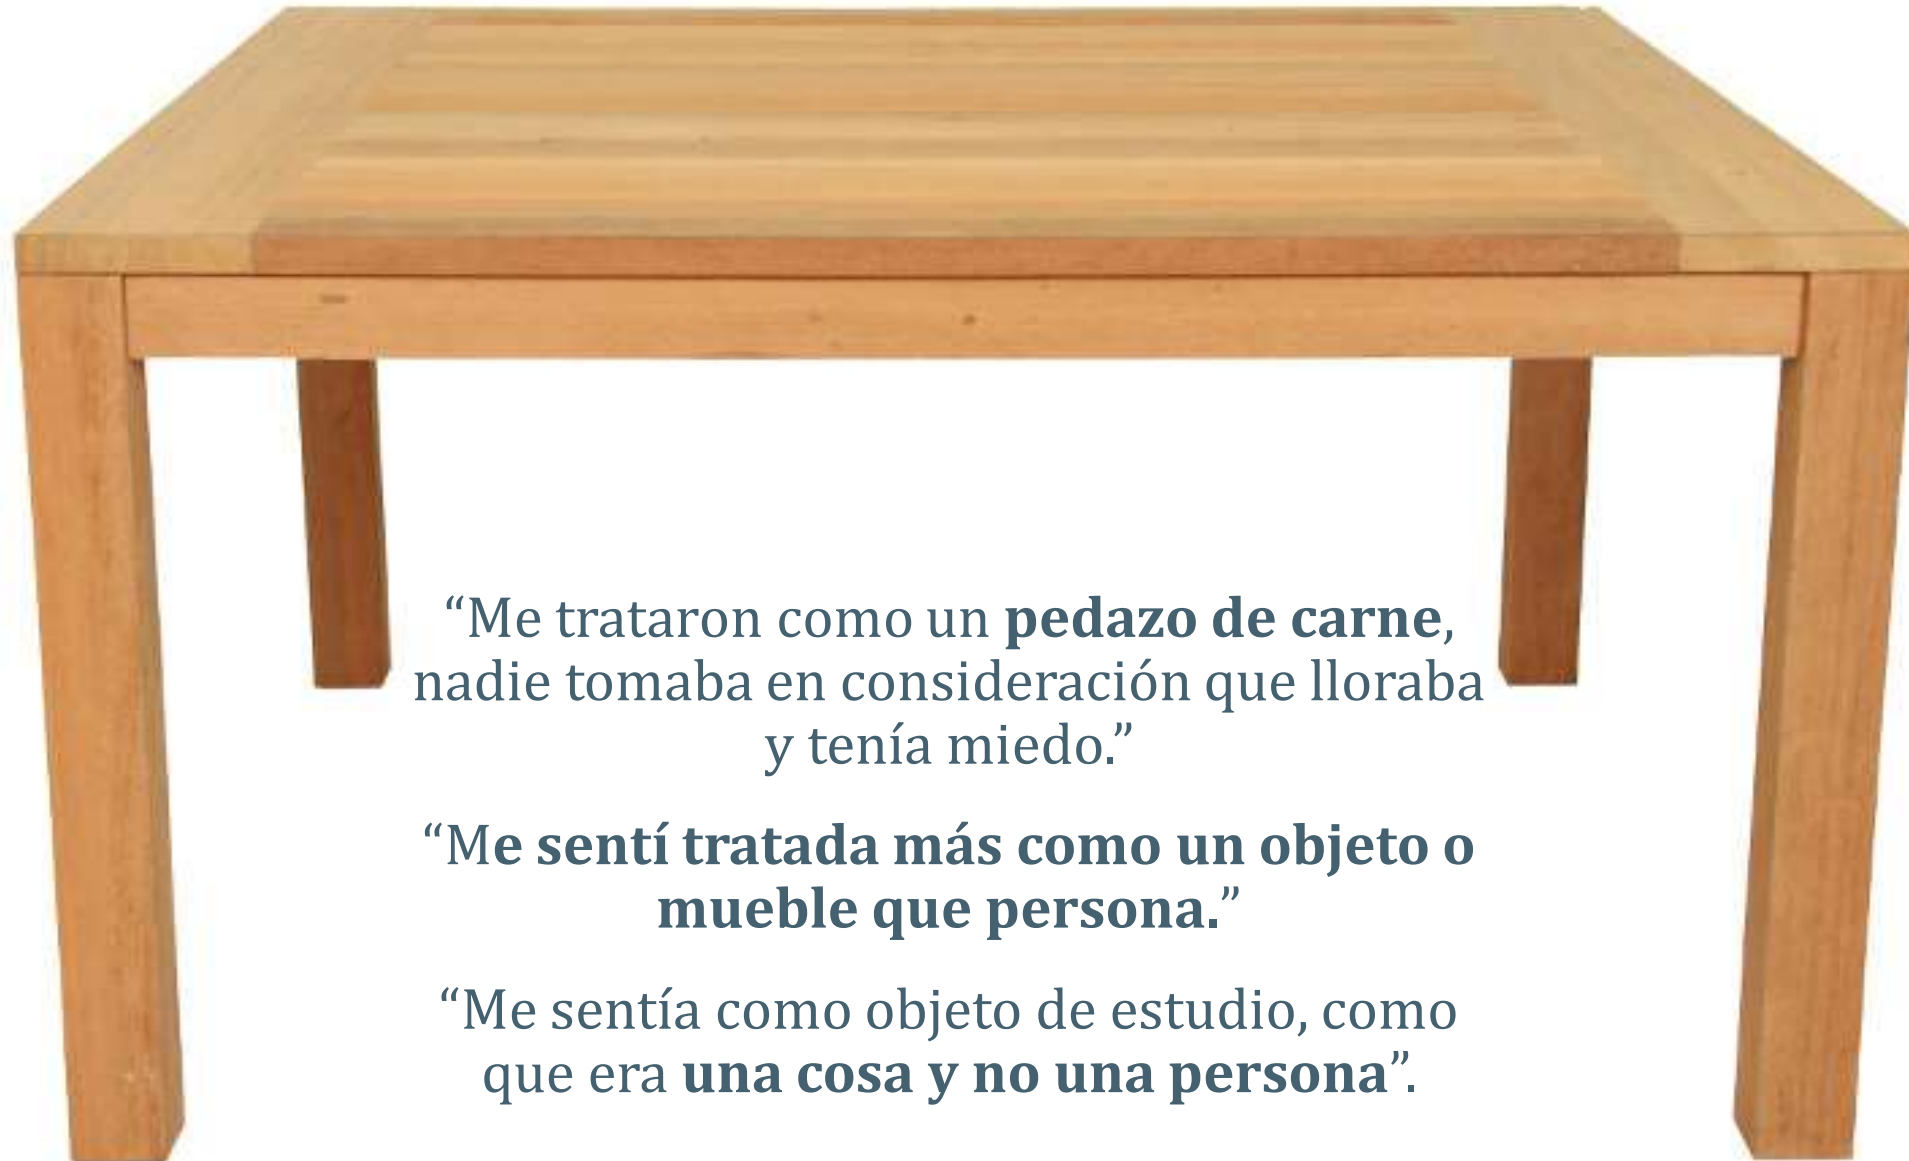 “Me trataron como un pedazo de carne,
nadie tomaba en consideración que lloraba
y tenía miedo.”
“Me sentí tratada más como un objeto o
mueble que persona.”
“Me sentía como objeto de estudio, como
que era una cosa y no una persona”.